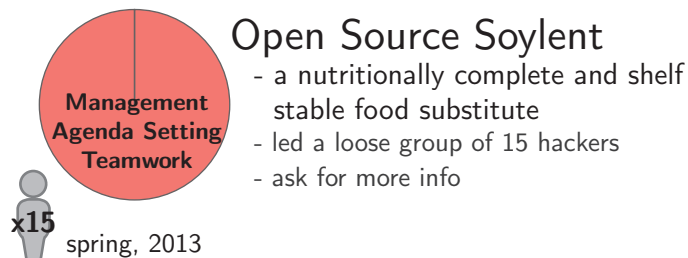 Open Source Soylent
- a nutritionally complete and shelf
stable food substitute
- led a loose group of 15 hackers
- ask for more info
Management
Agenda Setting
Teamwork
x15
spring, 2013